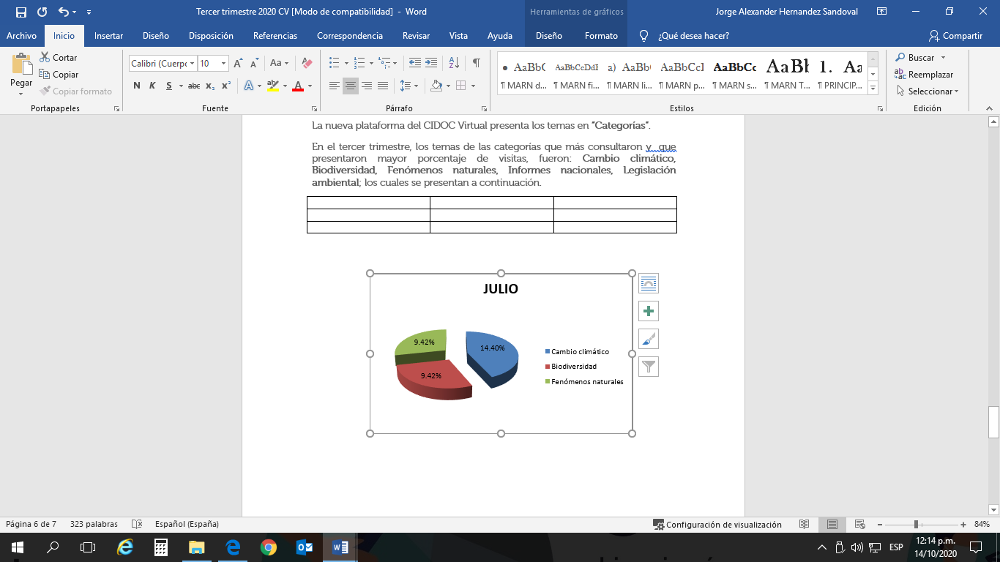 Tercer trimestre 2020 CV [Modo de compatibilidad] - Word
Herramientas de gráficos
Jorge Alexander Hernandez Sandoval
Archivo Inicio Insertar Diseño Disposición Referencias Correspondencia Revisar Vista Ayuda Diseño Formato ¿Qué desea hacer? Compartir
Pegar
Cortar
Copiar
Copiar formato
Portapapeles
Calibri (Cuerpo 10
N K S abc x₂ x²
Fuente
Párrafo
AaBbC AaBbCcDdE a) AaBbC AaBbCcI AaBbCc AaBb 1. Aa
¶ MARN d... ¶ MARN fi... ¶ MARN li... ¶ MARN p... ¶ MARN s... ¶ MARN T... ¶ PRINCIP...
Estilos
Buscar
Reemplazar
Seleccionar
Edición
La nueva plataforma del CIDOC Virtual presenta los temas en "Categorías".
En el tercer trimestre, los temas de las categorías que más consultaron y que
presentaron mayor porcentaje de visitas, fueron: Cambio climático,
Biodiversidad, Fenómenos naturales, Informes nacionales, Legislación
ambiental; los cuales se presentan a continuación.
JULIO
9.42%
14.40%
9.42%
Cambio climático
Biodiversidad
Fenómenos naturales
Página 6 de 7 323 palabras Español (España) Configuración de visualización 84%
ESP
12:14 p.m.
14/10/2020